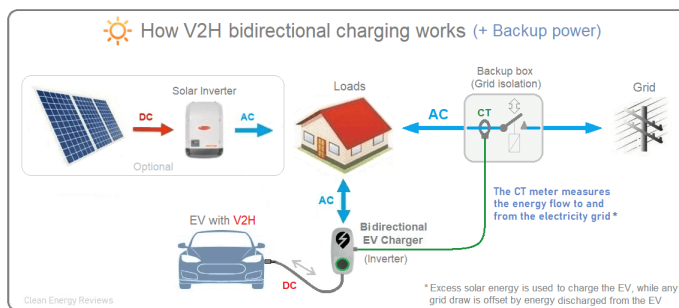 How V2H bidirectional charging works (+ Backup power)
Solar Inverter
DC
AC
Optional
Loads
AC
Backup box
(Grid isolation)
CT
Grid
AC
The CT meter measures
the energy flow to and
from the electricity grid *
EV with V2H
DC
Bidirectional
EV Charger
(Inverter)
* Excess solar energy is used to charge the EV, while any
grid draw is offset by energy discharged from the EV
Clean Energy Reviews